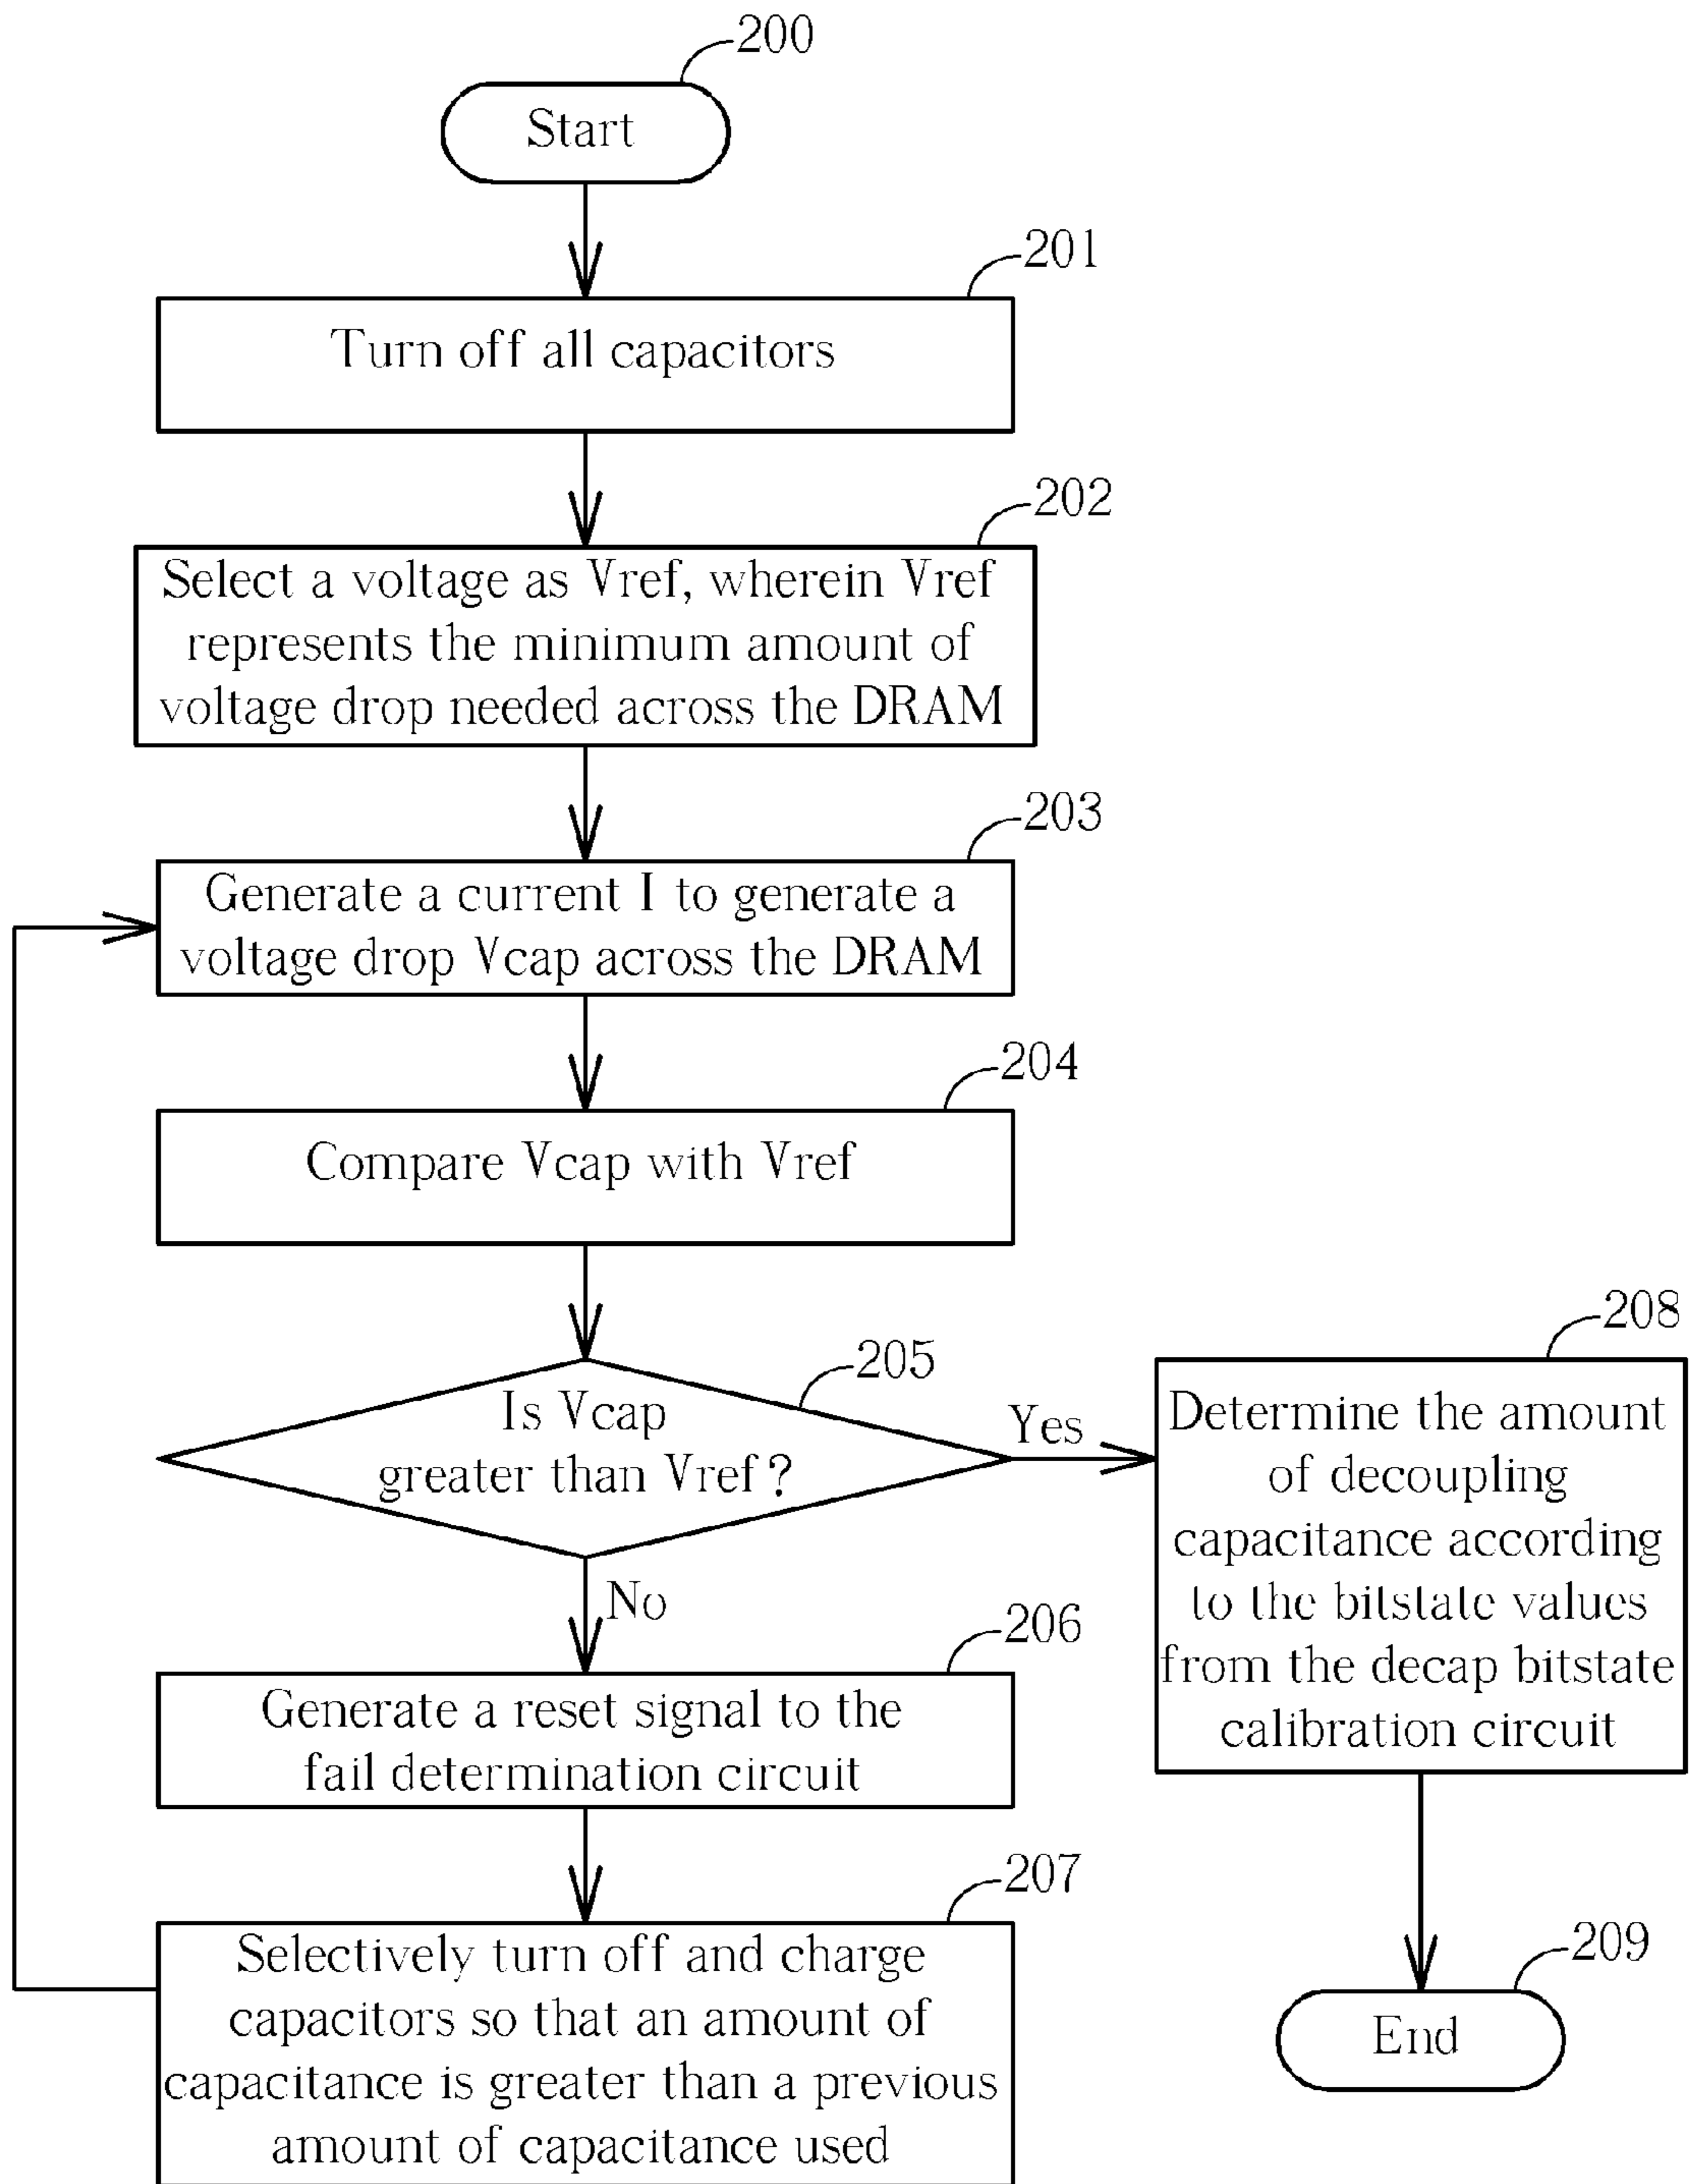 200
Start
201
Turn off all capacitors
202
Select a voltage as Vref, wherein Vref
represents the minimum amount of
voltage drop needed across the DRAM
203
Generate a current I to generate a
voltage drop Vcap across the DRAM
204
Compare Vcap with Vref
205
Is Vcap
greater than Vref?
Yes
No
206
Generate a reset signal to the
fail determination circuit
207
Selectively turn off and charge
capacitors so that an amount of
capacitance is greater than a previous
amount of capacitance used
208
Determine the amount
of decoupling
capacitance according
to the bitstate values
from the decap bitstate
calibration circuit
209
End